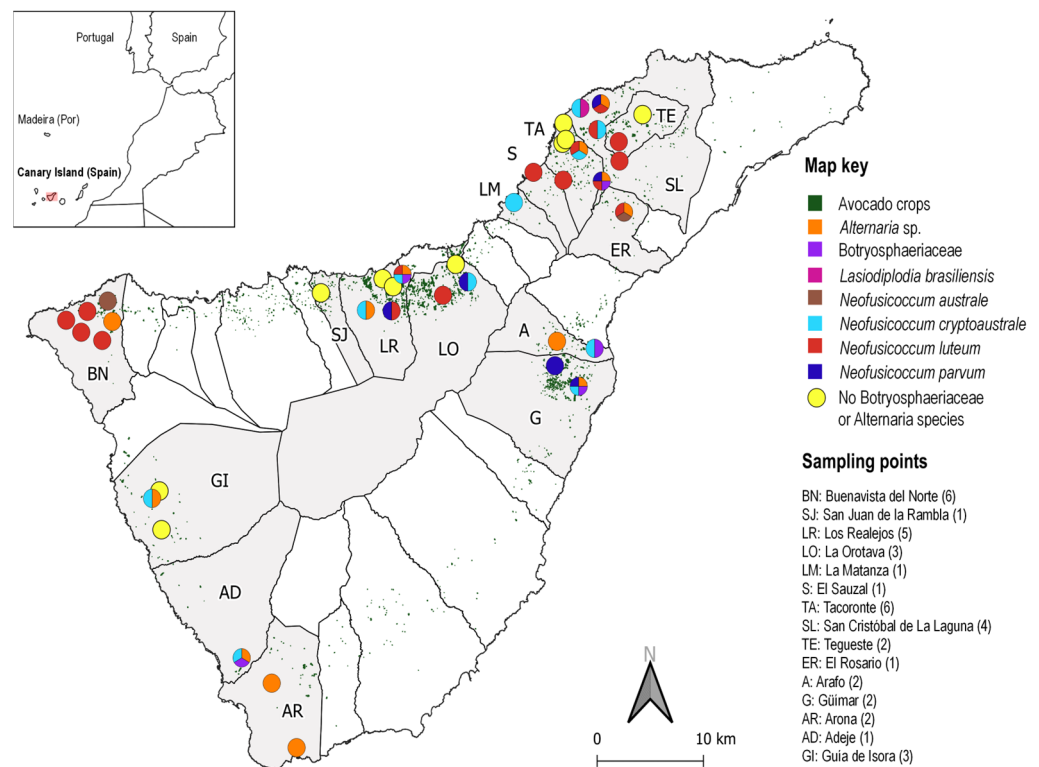 Portugal
Spain
Madeira (Por)
Canary Island (Spain)
TE
TA
S
SL
LM
ER
SJ
LR
LO
A
BN
G
GI
AD
AR
N
0 10 km
Map key
Avocado crops
Alternaria sp.
Botryosphaeriaceae
Lasiodiplodia brasiliensis
Neofusicoccum australe
Neofusicoccum cryptoaustrale
Neofusicoccum luteum
Neofusicoccum parvum
No Botryosphaeriaceae
or Alternaria species
Sampling points
BN: Buenavista del Norte (6)
SJ: San Juan de la Rambla (1)
LR: Los Realejos (5)
LO: La Orotava (3)
LM: La Matanza (1)
S: El Sauzal (1)
TA: Tacoronte (6)
SL: San Cristóbal de La Laguna (4)
TE: Tegueste (2)
ER: El Rosario (1)
A: Arafo (2)
G: Güimar (2)
AR: Arona (2)
AD: Adeje (1)
GI: Guia de Isora (3)